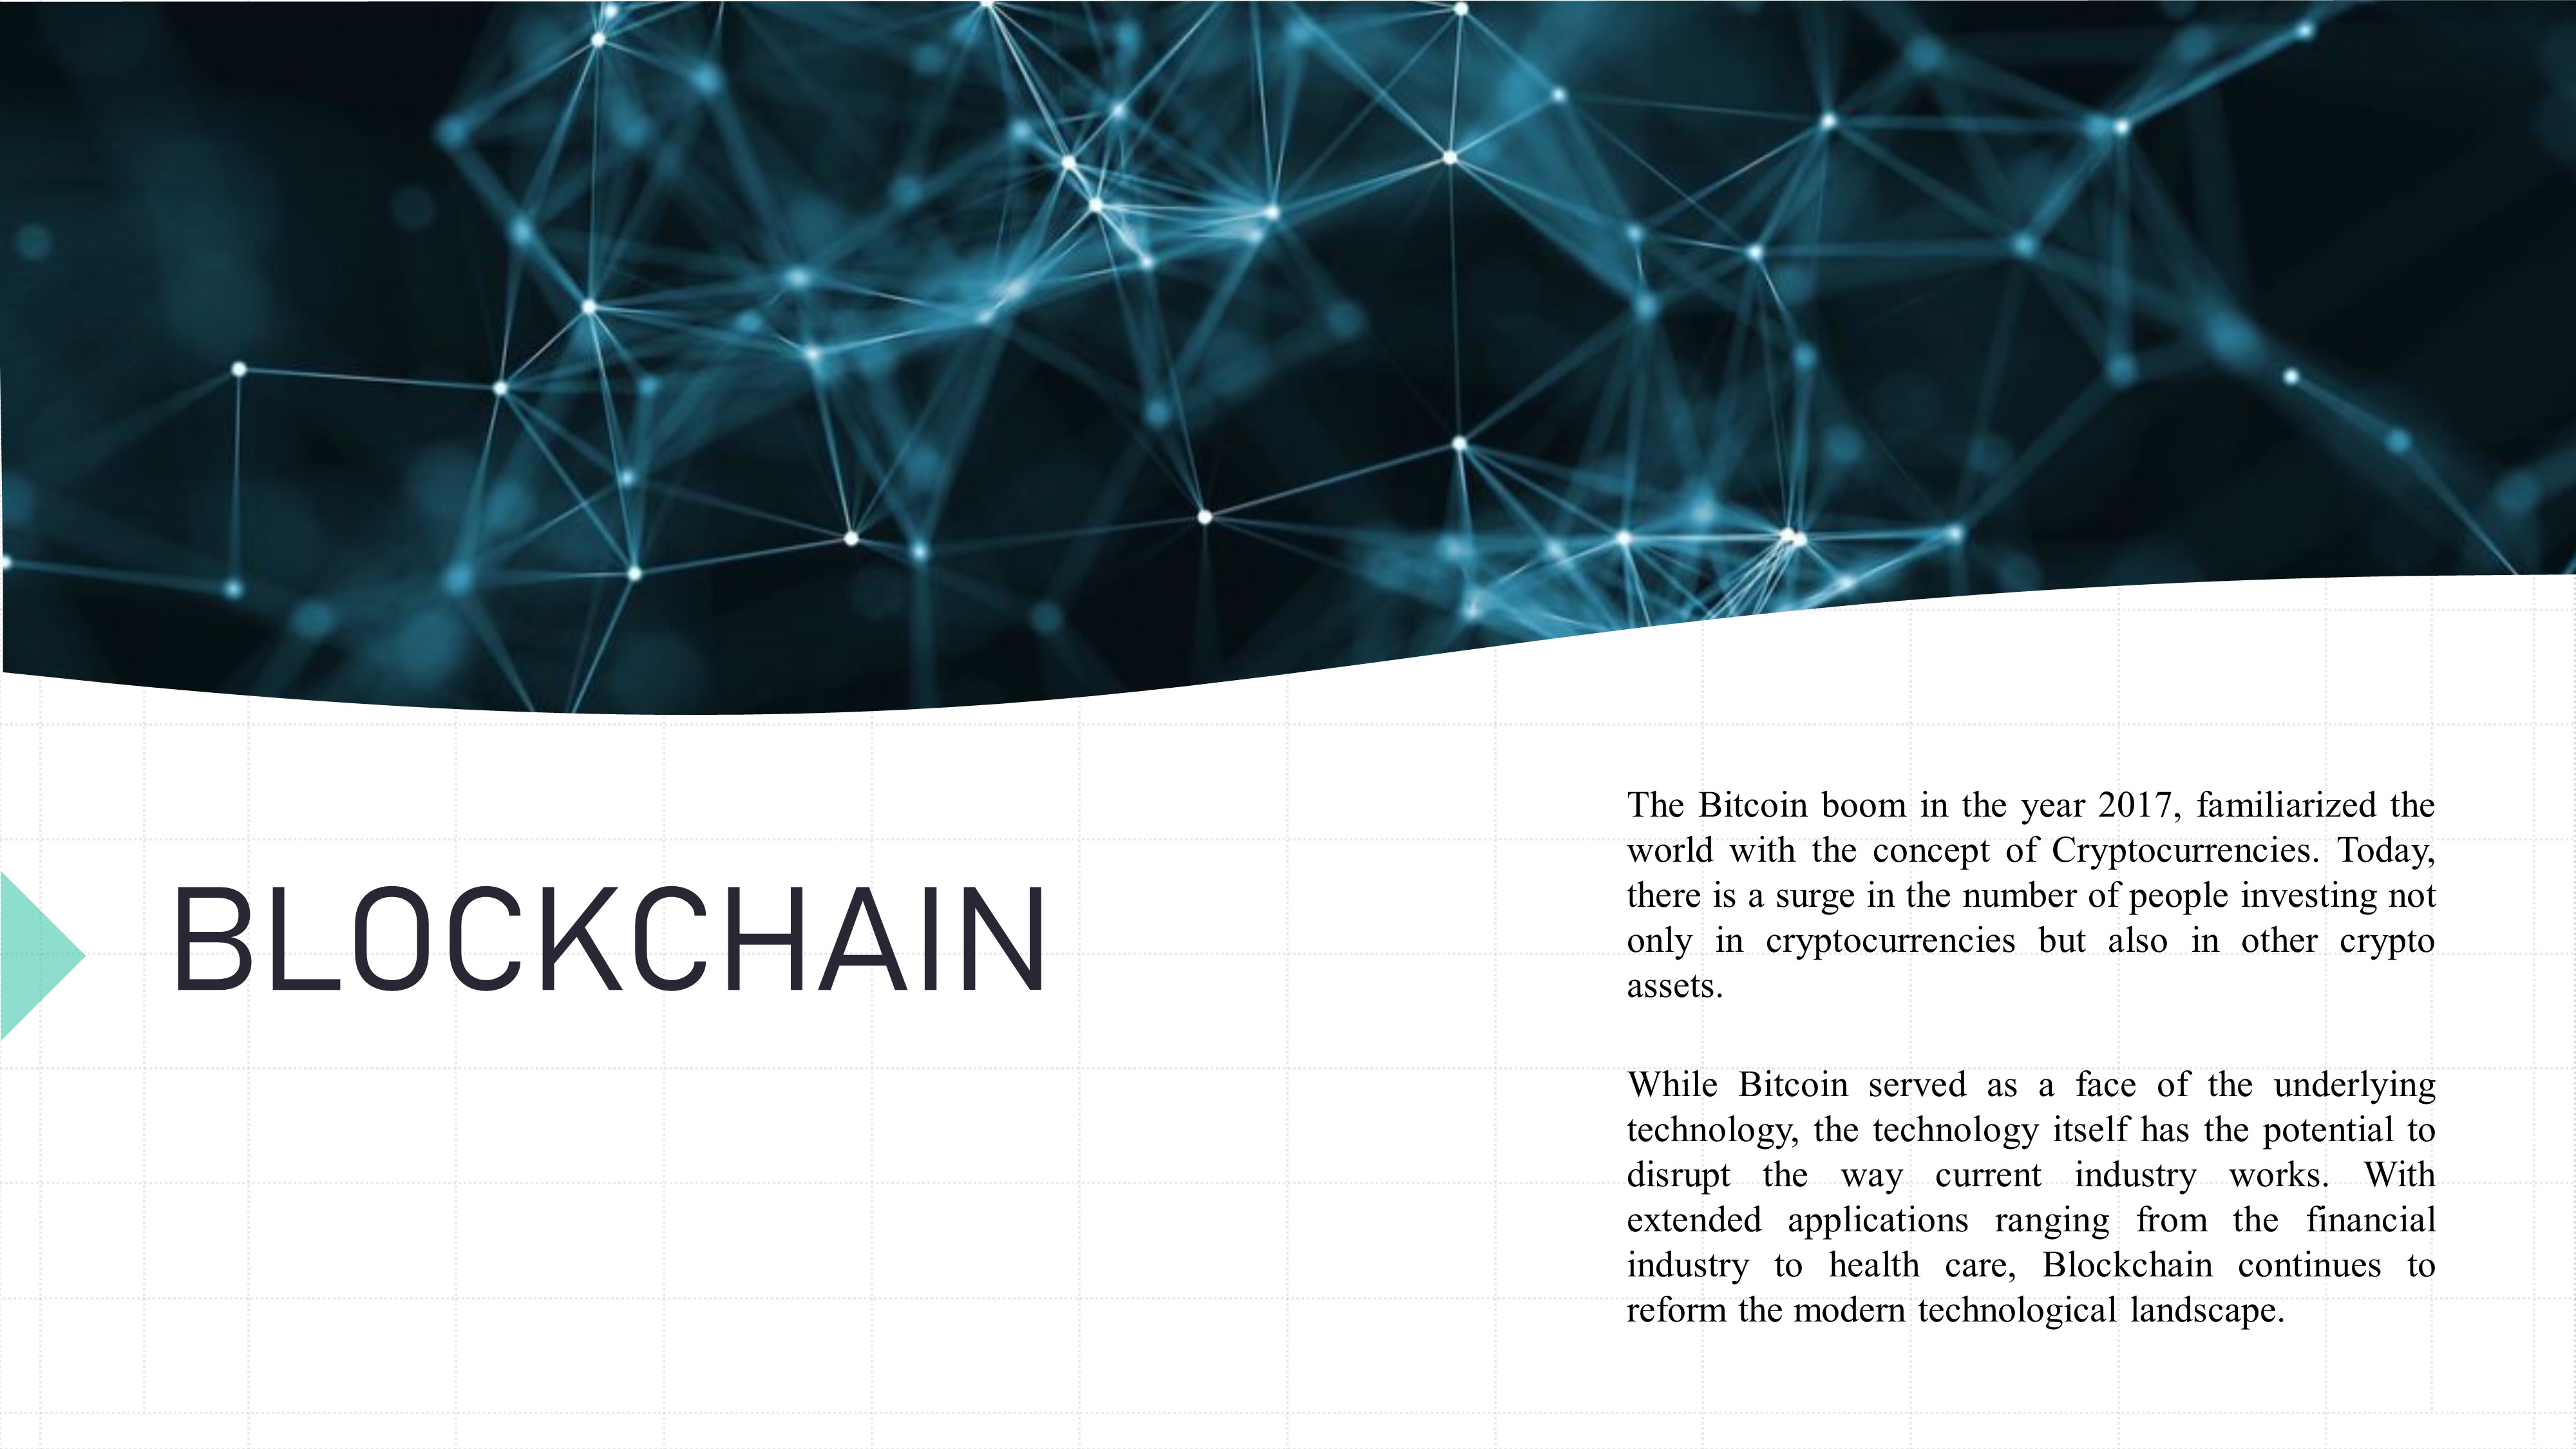 BLOCKCHAIN
The Bitcoin boom in the year 2017, familiarized the
world with the concept of Cryptocurrencies. Today,
there is a surge in the number of people investing not
only in cryptocurrencies but also in other crypto
assets.
While Bitcoin served as a face of the underlying
technology, the technology itself has the potential to
disrupt the way current industry works. With
extended applications ranging from the financial
industry to health care, Blockchain continues to
reform the modern technological landscape.